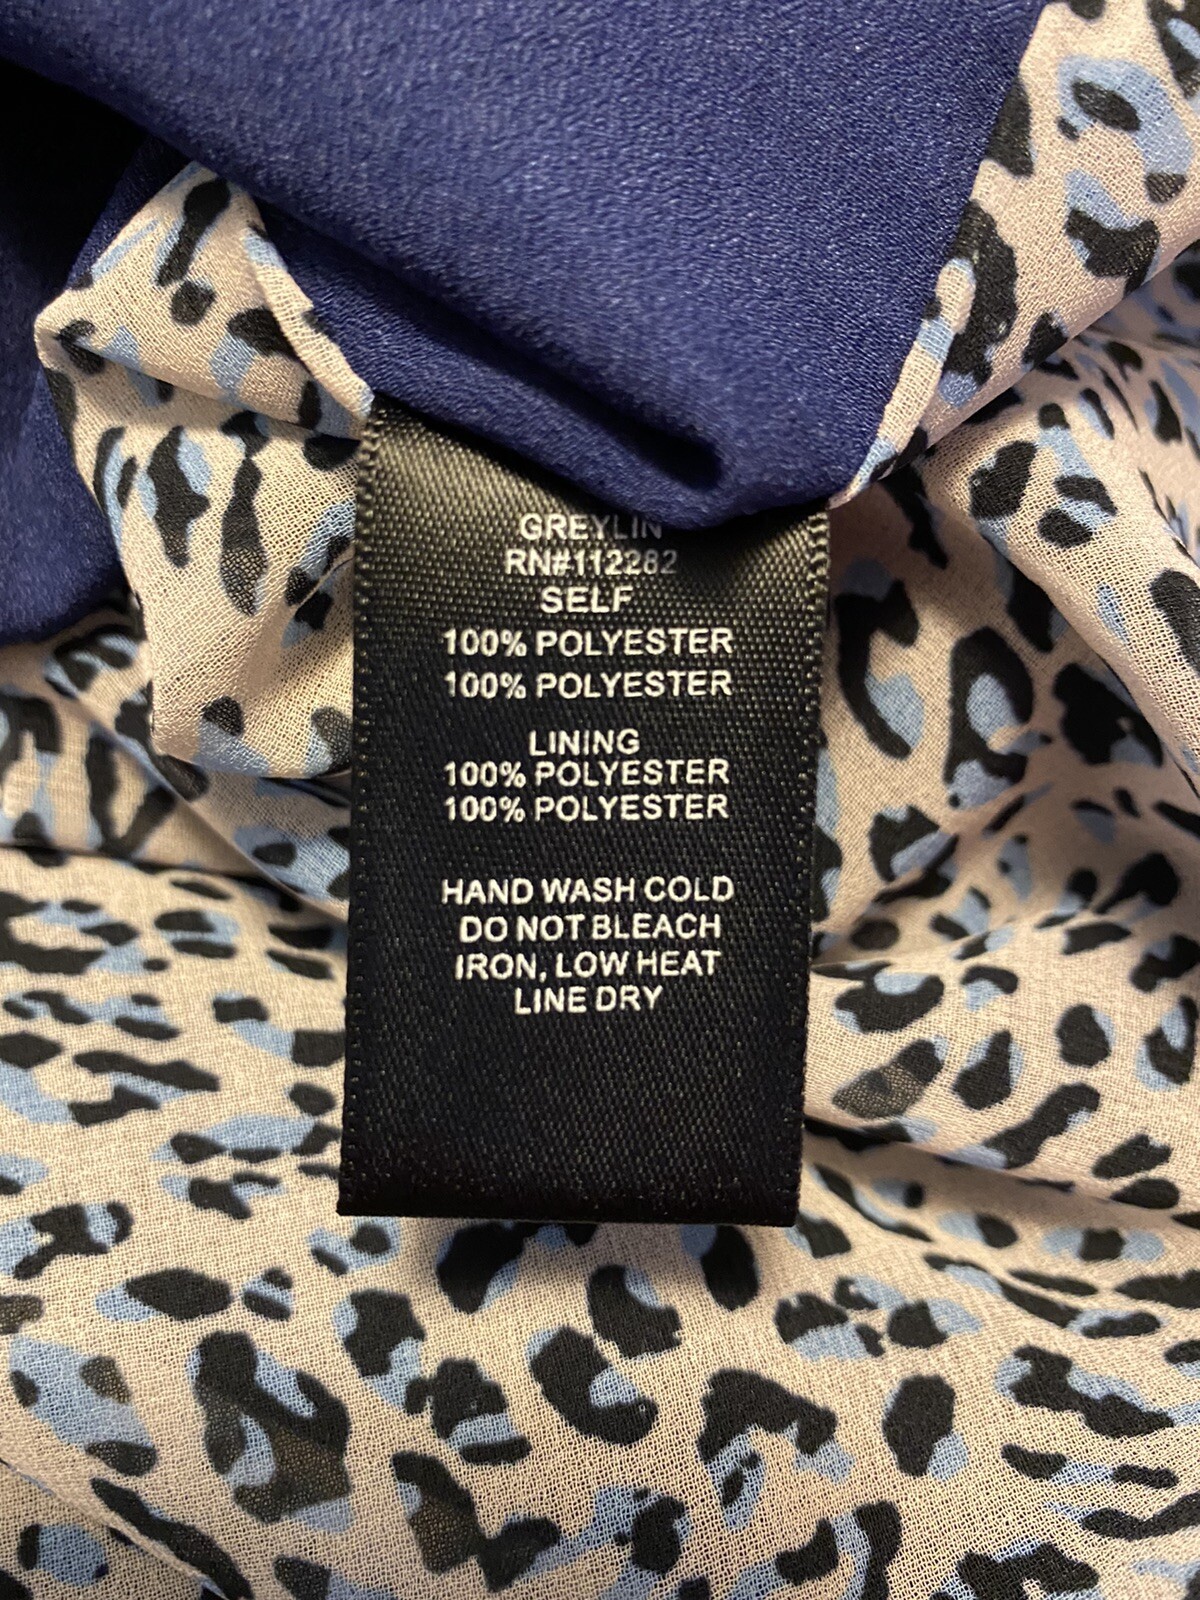 GREYLIN
RN#112282
SELF
100% POLYESTER
100% POLYESTER
LINING
100% POLYESTER
100% POLYESTER
HAND WASH COLD
DO NOT BLEACH
IRON, LOW HEAT
LINE DRY